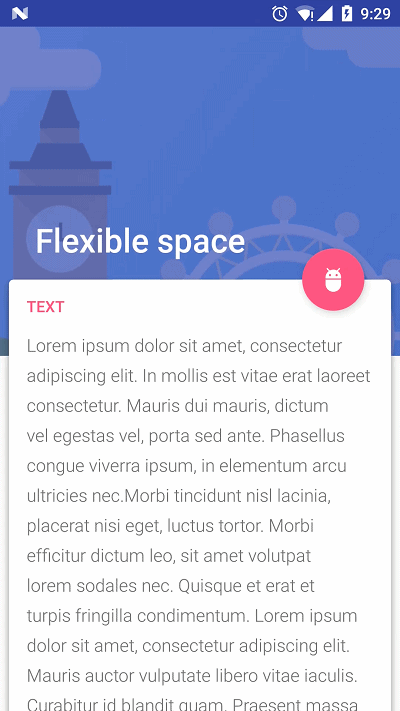 9:29
Flexible space
TEXT
Lorem ipsum dolor sit amet, consectetur
adipiscing elit. In mollis est vitae erat laoreet
consectetur. Mauris dui mauris, dictum
vel egestas vel, porta sed ante. Phasellus
congue viverra ipsum, in elementum arcu
ultricies nec.Morbi tincidunt nisl lacinia,
placerat nisi eget, luctus tortor. Morbi
efficitur dictum leo, sit amet volutpat
lorem sodales nec. Quisque et erat et
turpis fringilla condimentum. Lorem ipsum
dolor sit amet, consectetur adipiscing elit.
Mauris auctor vulputate libero vitae iaculis.
Curabitur id blandit quam. Praesent massa